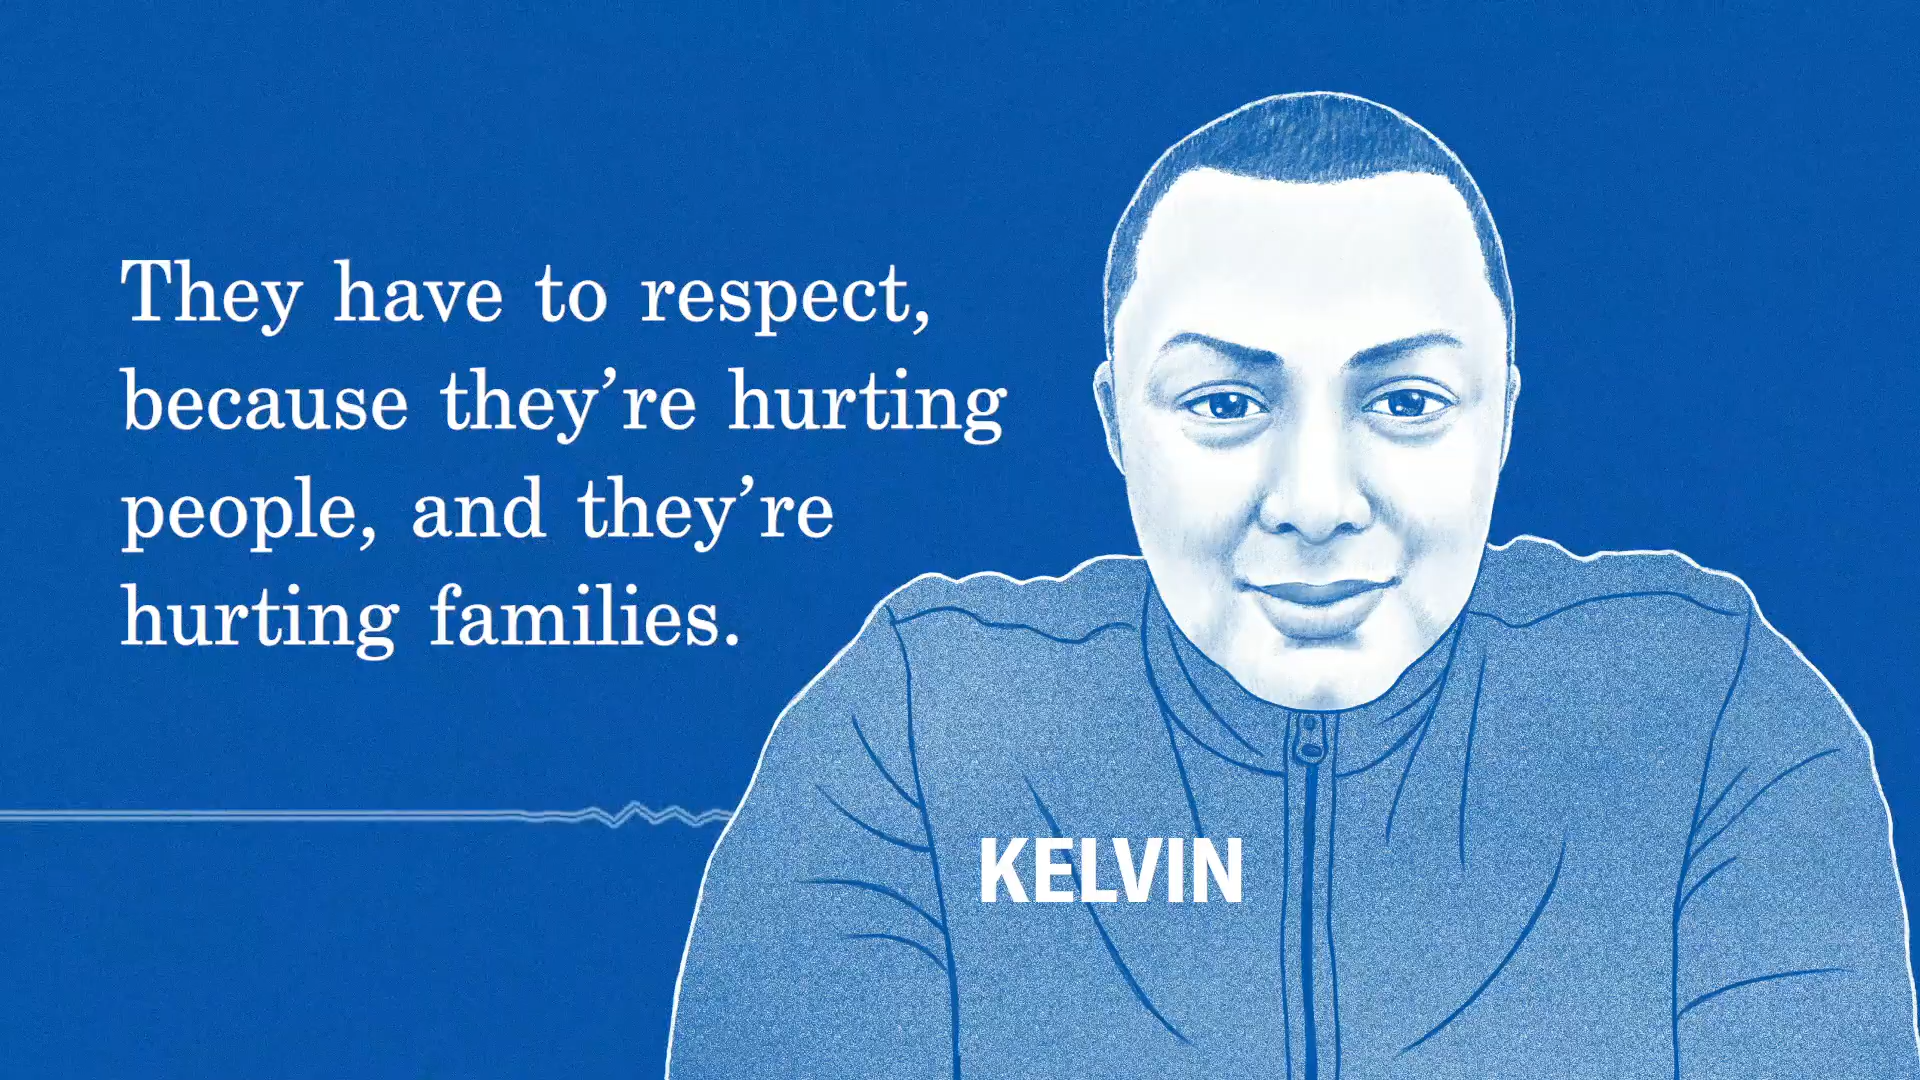 They have to respect,
because they’re hurting
people, and they’re
hurting families.
KELVIN